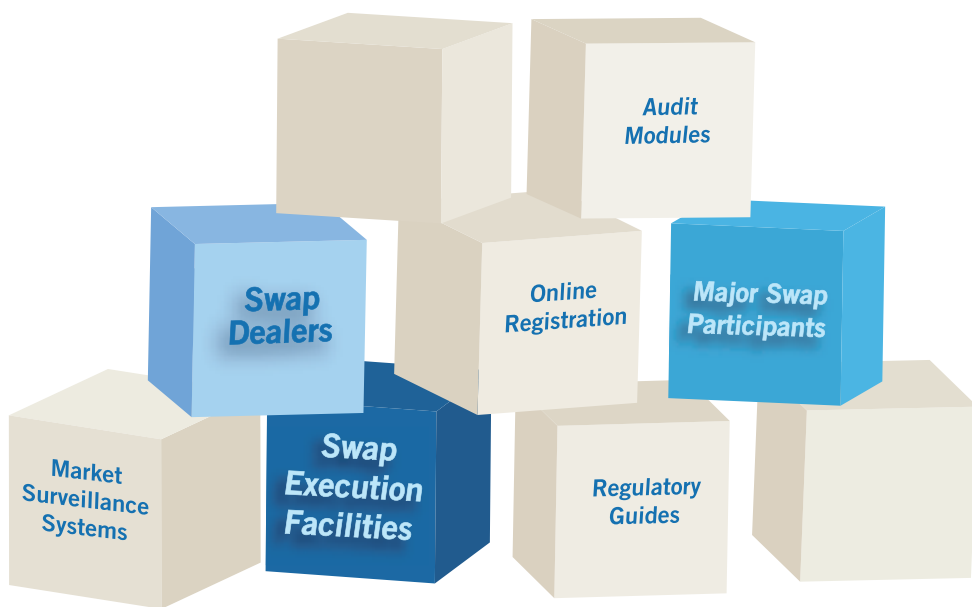 Audit
Modules
Swap
Dealers
Online
Registration
Major Swap
Participants
Market
Surveillance
Systems
Swap
Execution
Facilities
Regulatory
Guides